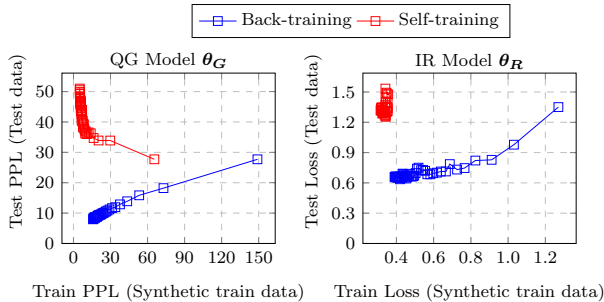 Back-training Self-training
QG Model θ_G
Test PPL (Test data)
50
40
30
20
10
0
0 30 60 90 120 150
Train PPL (Synthetic train data)
IR Model θ_R
Test Loss (Test data)
1.5
1.2
0.9
0.6
0.3
0
0.4 0.6 0.8 1.0 1.2
Train Loss (Synthetic train data)